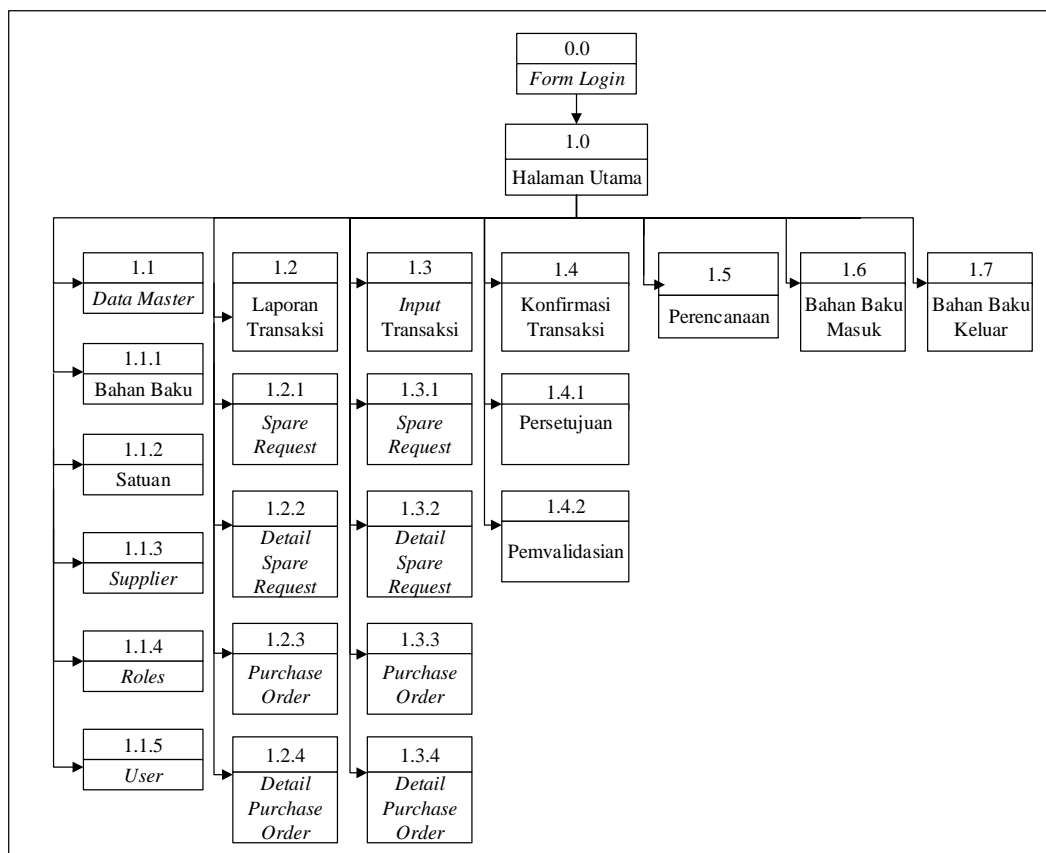 0.0
Form Login
1.0
Halaman Utama
1.1
Data Master
1.1.1
Bahan Baku
1.1.2
Satuan
1.1.3
Supplier
1.1.4
Roles
1.1.5
User
1.2
Laporan
Transaksi
1.2.1
Spare
Request
1.2.2
Detail
Spare
Request
1.2.3
Purchase
Order
1.2.4
Detail
Purchase
Order
1.3
Input
Transaksi
1.3.1
Spare
Request
1.3.2
Detail
Spare
Request
1.3.3
Purchase
Order
1.3.4
Detail
Purchase
Order
1.4
Konfirmasi
Transaksi
1.4.1
Persetujuan
1.4.2
Pemvalidasian
1.5
Perencanaan
1.6
Bahan Baku
Masuk
1.7
Bahan Baku
Keluar